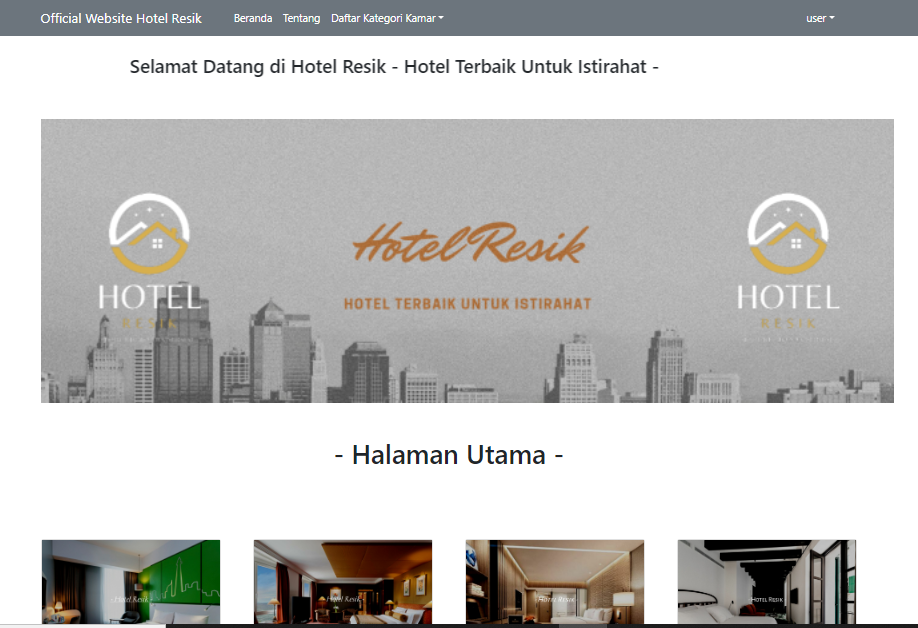 Official Website Hotel Resik
Beranda
Tentang
Daftar Kategori Kamar
user
Selamat Datang di Hotel Resik - Hotel Terbaik Untuk Istirahat -
HOTEL
RESIK
Hotel Resik
HOTEL TERBAIK UNTUK ISTIRAHAT
HOTEL
RESIK
- Halaman Utama -
Hotel Resik
Hotel Resik
Hotel Resik
HOTEL RESIK